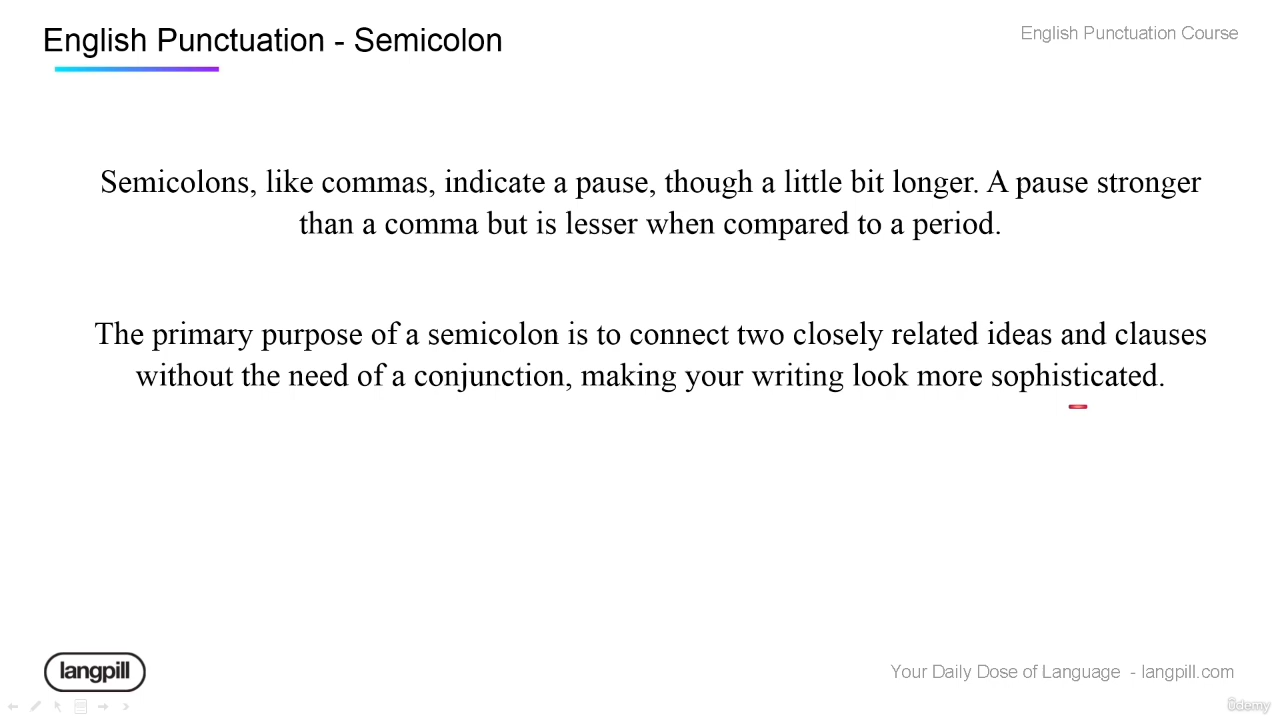 English Punctuation - Semicolon
English Punctuation Course
Semicolons, like commas, indicate a pause, though a little bit longer. A pause stronger
than a comma but is lesser when compared to a period.
The primary purpose of a semicolon is to connect two closely related ideas and clauses
without the need of a conjunction, making your writing look more sophisticated.
langpill
Your Daily Dose of Language - langpill.com
ûdemy